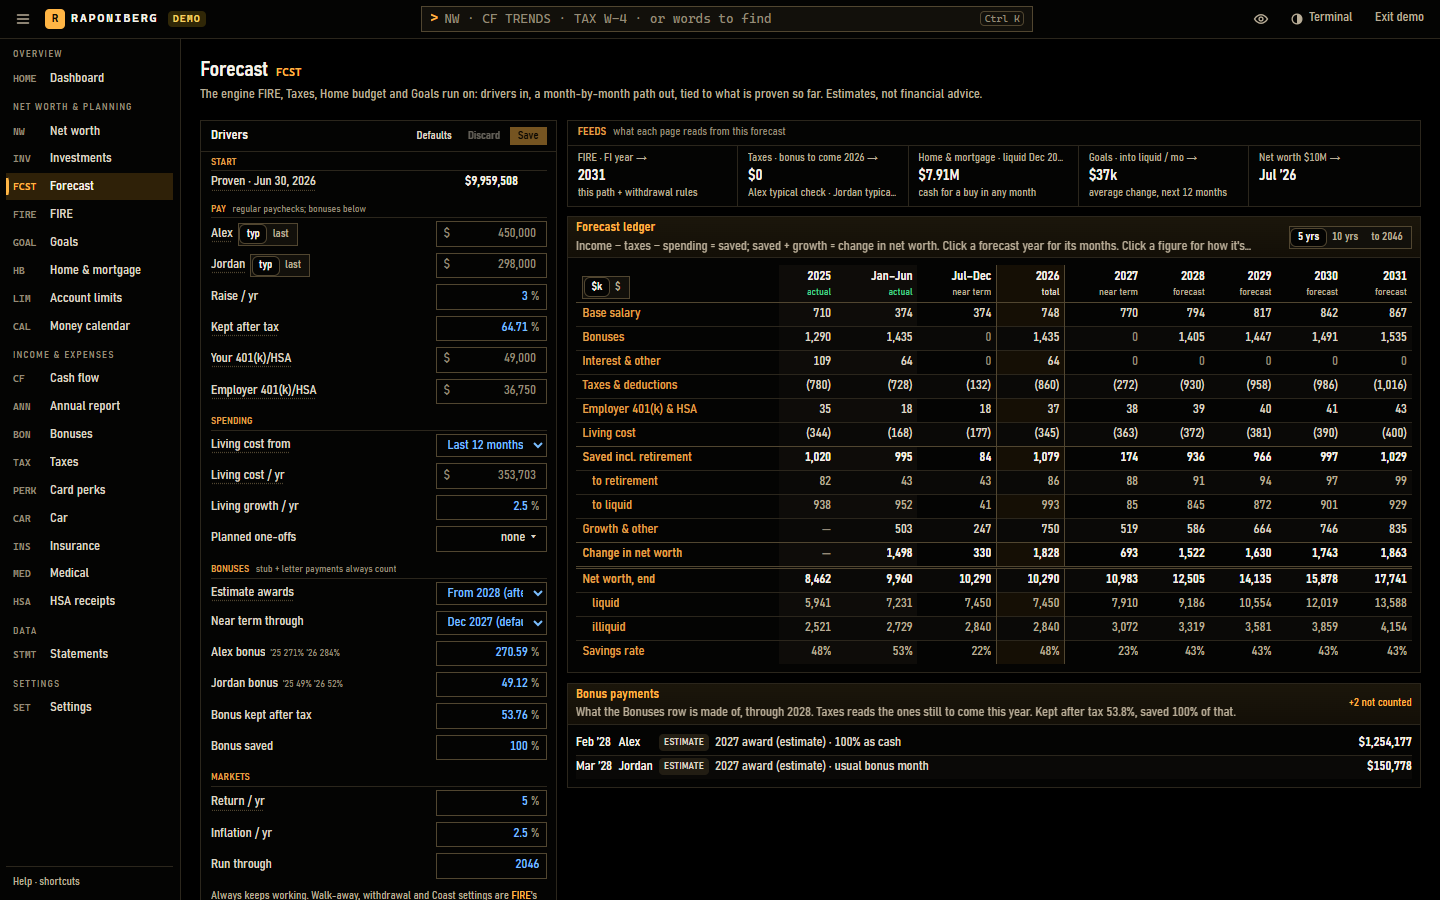 R RAPONIBERG DEMO
> NW · CF TRENDS · TAX W-4 · or words to find Ctrl K
Terminal Exit demo
OVERVIEW
HOME Dashboard
NET WORTH & PLANNING
NW Net worth
INV Investments
FCST Forecast
FIRE FIRE
GOAL Goals
HB Home & mortgage
LIM Account limits
CAL Money calendar
INCOME & EXPENSES
CF Cash flow
ANN Annual report
BON Bonuses
TAX Taxes
PERK Card perks
CAR Car
INS Insurance
MED Medical
HSA HSA receipts
DATA
STMT Statements
SETTINGS
SET Settings
Help · shortcuts
Forecast FCST
The engine FIRE, Taxes, Home budget and Goals run on: drivers in, a month-by-month path out, tied to what is proven so far. Estimates, not financial advice.
Drivers Defaults Discard Save
START
Proven · Jun 30, 2026 $9,959,508
PAY regular paychecks; bonuses below
Alex typ last $ 450,000
Jordan typ last $ 298,000
Raise / yr 3 %
Kept after tax 64.71 %
Your 401(k)/HSA $ 49,000
Employer 401(k)/HSA $ 36,750
SPENDING
Living cost from Last 12 months
Living cost / yr $ 353,703
Living growth / yr 2.5 %
Planned one-offs none
BONUSES stub + letter payments always count
Estimate awards From 2028 (afte
Near term through Dec 2027 (defau
Alex bonus '25 271% '26 284% 270.59 %
Jordan bonus '25 49% '26 52% 49.12 %
Bonus kept after tax 53.76 %
Bonus saved 100 %
MARKETS
Return / yr 5 %
Inflation / yr 2.5 %
Run through 2046
Always keeps working. Walk-away, withdrawal and Coast settings are FIRE's
FEEDS what each page reads from this forecast
FIRE · FI year →
2031
this path + withdrawal rules
Taxes · bonus to come 2026 →
$0
Alex typical check · Jordan typica...
Home & mortgage · liquid Dec 20...
$7.91M
cash for a buy in any month
Goals · into liquid / mo →
$37k
average change, next 12 months
Net worth $10M →
Jul '26
Forecast ledger
Income − taxes − spending = saved; saved + growth = change in net worth. Click a forecast year for its months. Click a figure for how it's...
5 yrs 10 yrs to 2046
$k $ 2025 Jan–Jun Jul–Dec 2026 2027 2028 2029 2030 2031
actual actual near term total near term forecast forecast forecast forecast
Base salary 710 374 374 748 770 794 817 842 867
Bonuses 1,290 1,435 0 1,435 0 1,405 1,447 1,491 1,535
Interest & other 109 64 0 64 0 0 0 0 0
Taxes & deductions (780) (728) (132) (860) (272) (930) (958) (986) (1,016)
Employer 401(k) & HSA 35 18 18 37 38 39 40 41 43
Living cost (344) (168) (177) (345) (363) (372) (381) (390) (400)
Saved incl. retirement 1,020 995 84 1,079 174 936 966 997 1,029
to retirement 82 43 43 86 88 91 94 97 99
to liquid 938 952 41 993 85 845 872 901 929
Growth & other — 503 247 750 519 586 664 746 835
Change in net worth — 1,498 330 1,828 693 1,522 1,630 1,743 1,863
Net worth, end 8,462 9,960 10,290 10,290 10,983 12,505 14,135 15,878 17,741
liquid 5,941 7,231 7,450 7,450 7,910 9,186 10,554 12,019 13,588
illiquid 2,521 2,729 2,840 2,840 3,072 3,319 3,581 3,859 4,154
Savings rate 48% 53% 22% 48% 23% 43% 43% 43% 43%
Bonus payments
What the Bonuses row is made of, through 2028. Taxes reads the ones still to come this year. Kept after tax 53.8%, saved 100% of that.
+2 not counted
Feb '28 Alex ESTIMATE 2027 award (estimate) · 100% as cash $1,254,177
Mar '28 Jordan ESTIMATE 2027 award (estimate) · usual bonus month $150,778